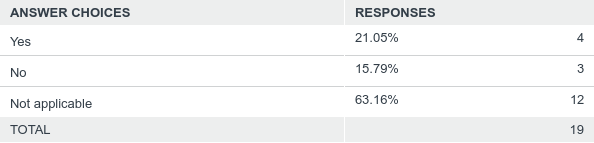 ANSWER CHOICES RESPONSES
Yes 21.05% 4
No 15.79% 3
Not applicable 63.16% 12
TOTAL 19